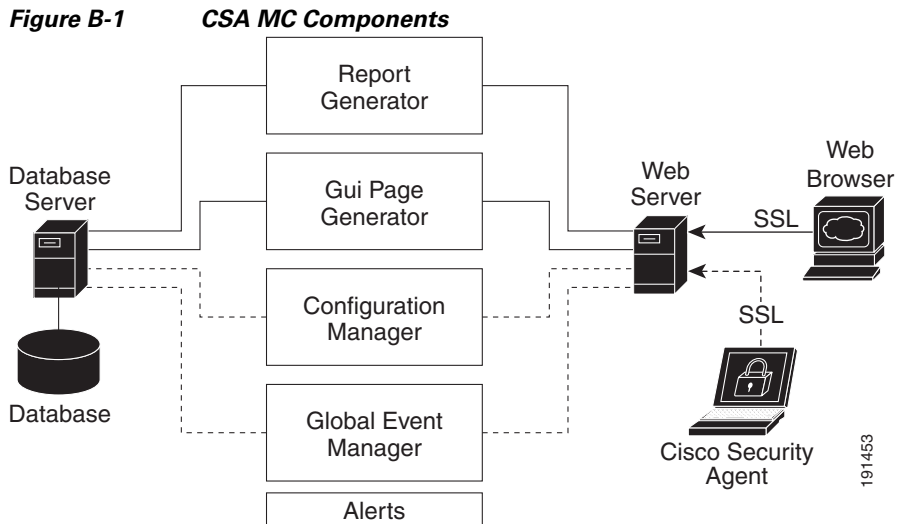 Figure B-1 CSA MC Components
Report
Generator
Gui Page
Generator
Configuration
Manager
Global Event
Manager
Alerts
Database
Server
Database
Web
Server
Web
Browser
SSL
SSL
Cisco Security
Agent
191453